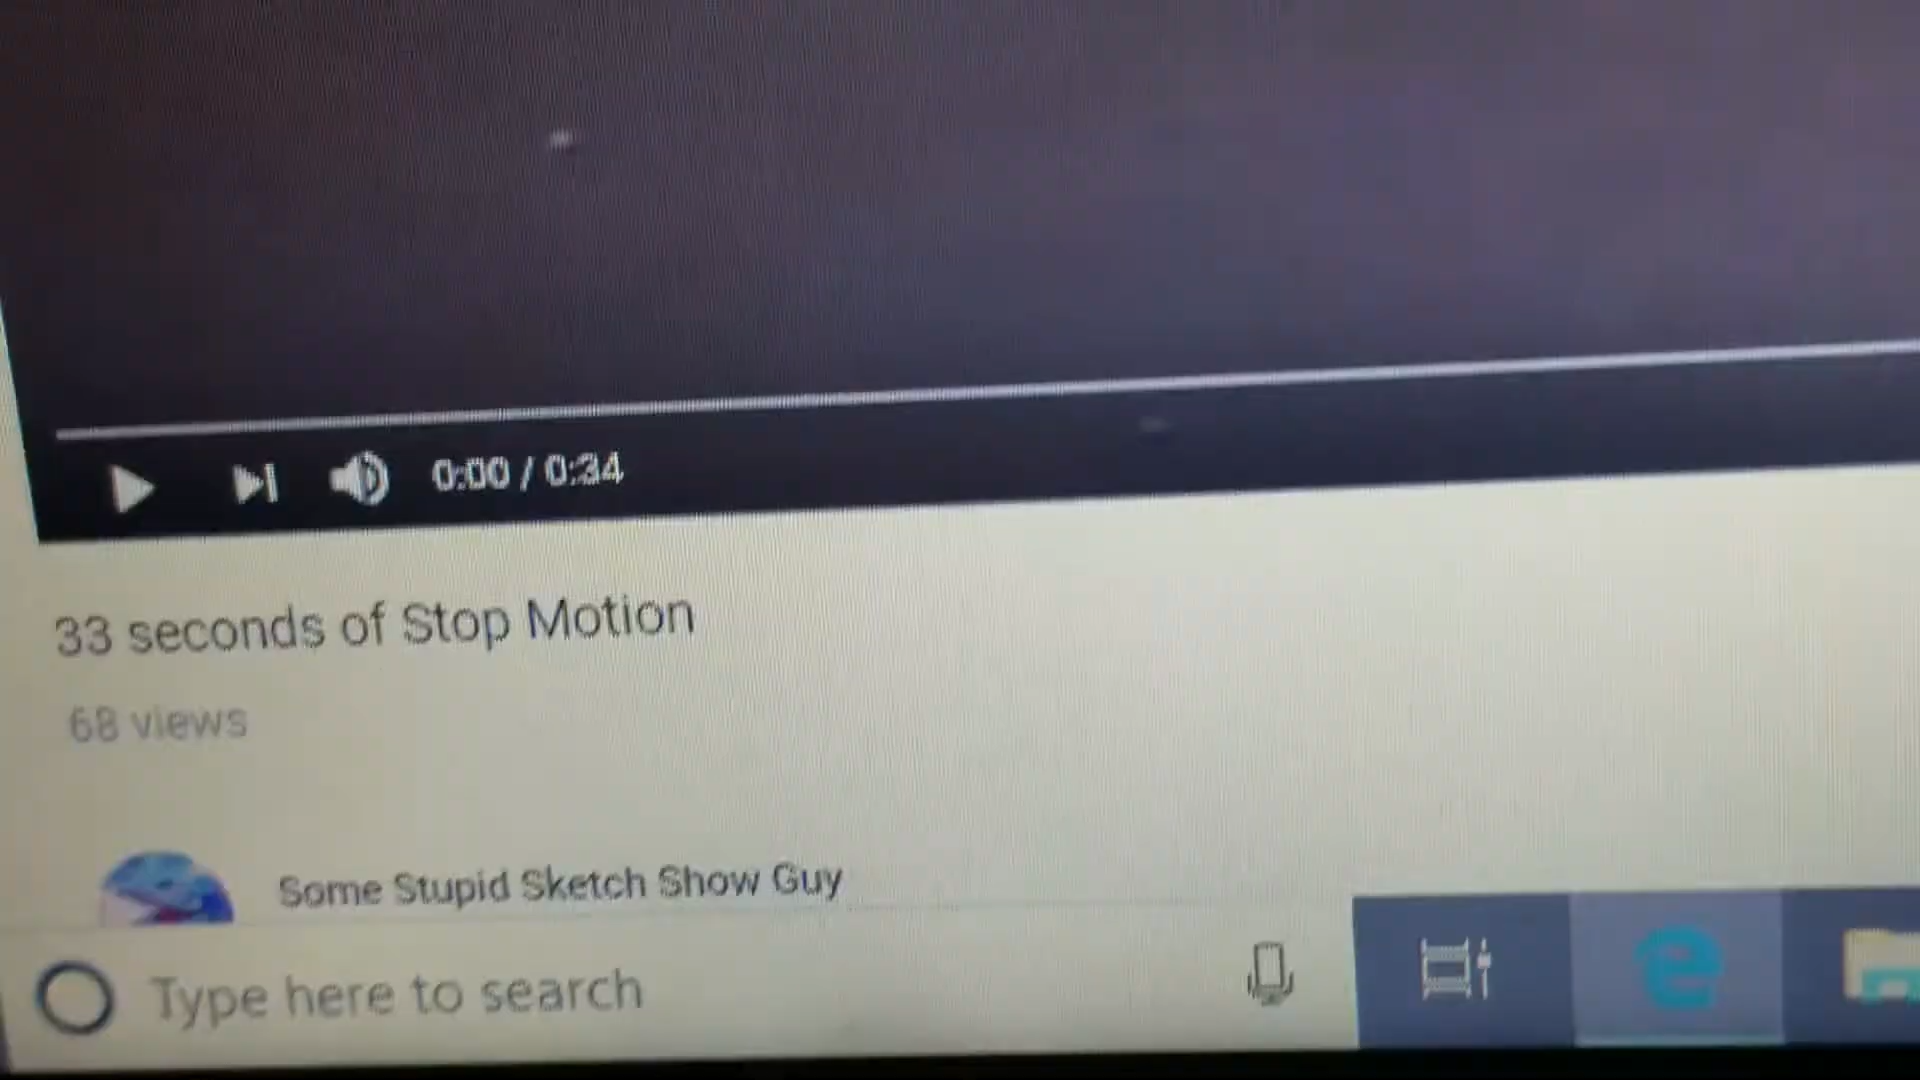 0:00 / 0:34
33 seconds of Stop Motion
68 views
Some Stupid Sketch Show Guy
Type here to search